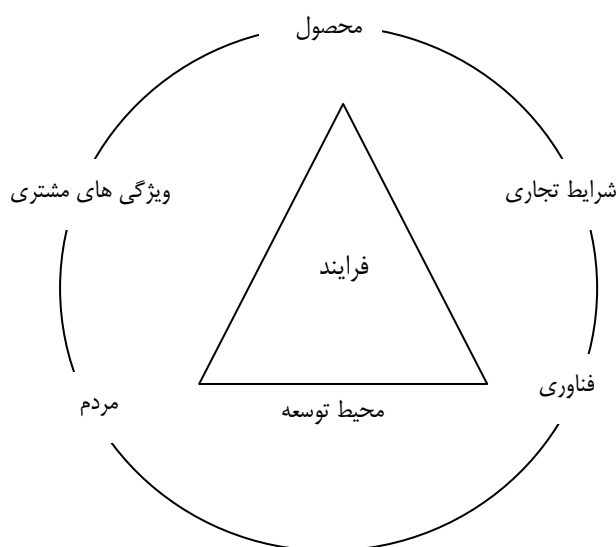 محصول
شرایط تجاری
ویژگی های مشتری
فرایند
فناوری
مردم
محیط توسعه